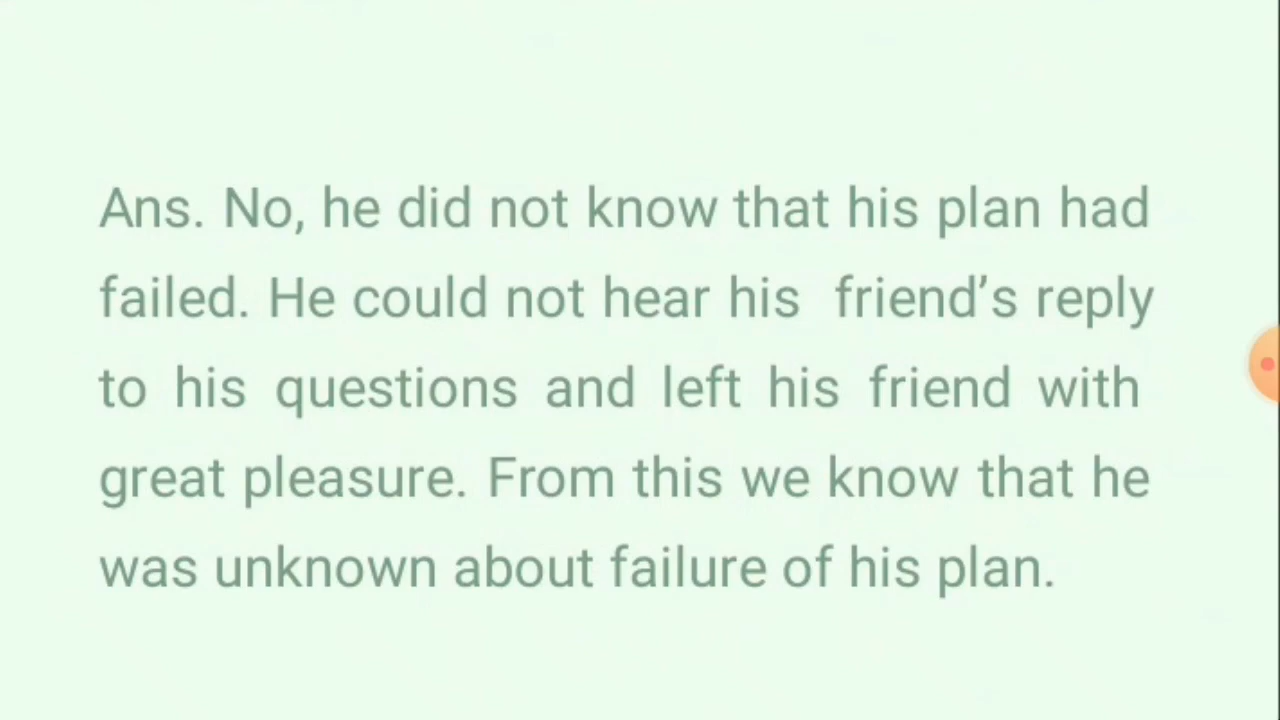 Ans. No, he did not know that his plan had
failed. He could not hear his friend’s reply
to his questions and left his friend with
great pleasure. From this we know that he
was unknown about failure of his plan.